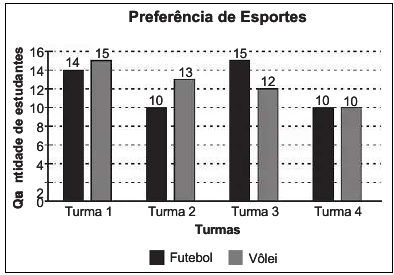 Preferência de Esportes
Qa ntidade de estudantes
16
14
12
10
8
6
4
2
0
14
15
10
13
15
12
10
10
Turma 1
Turma 2
Turma 3
Turma 4
Turmas
Futebol
Vôlei